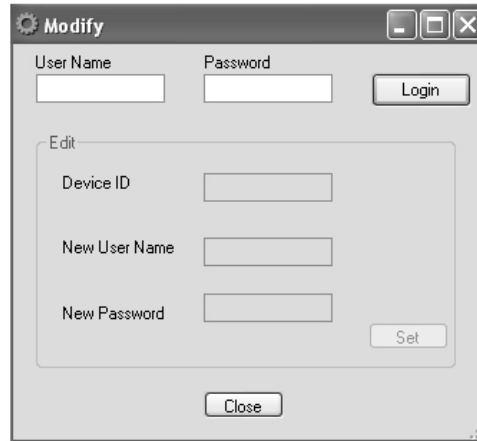 Modify
User Name Password
Login
Edit
Device ID
New User Name
New Password
Set
Close